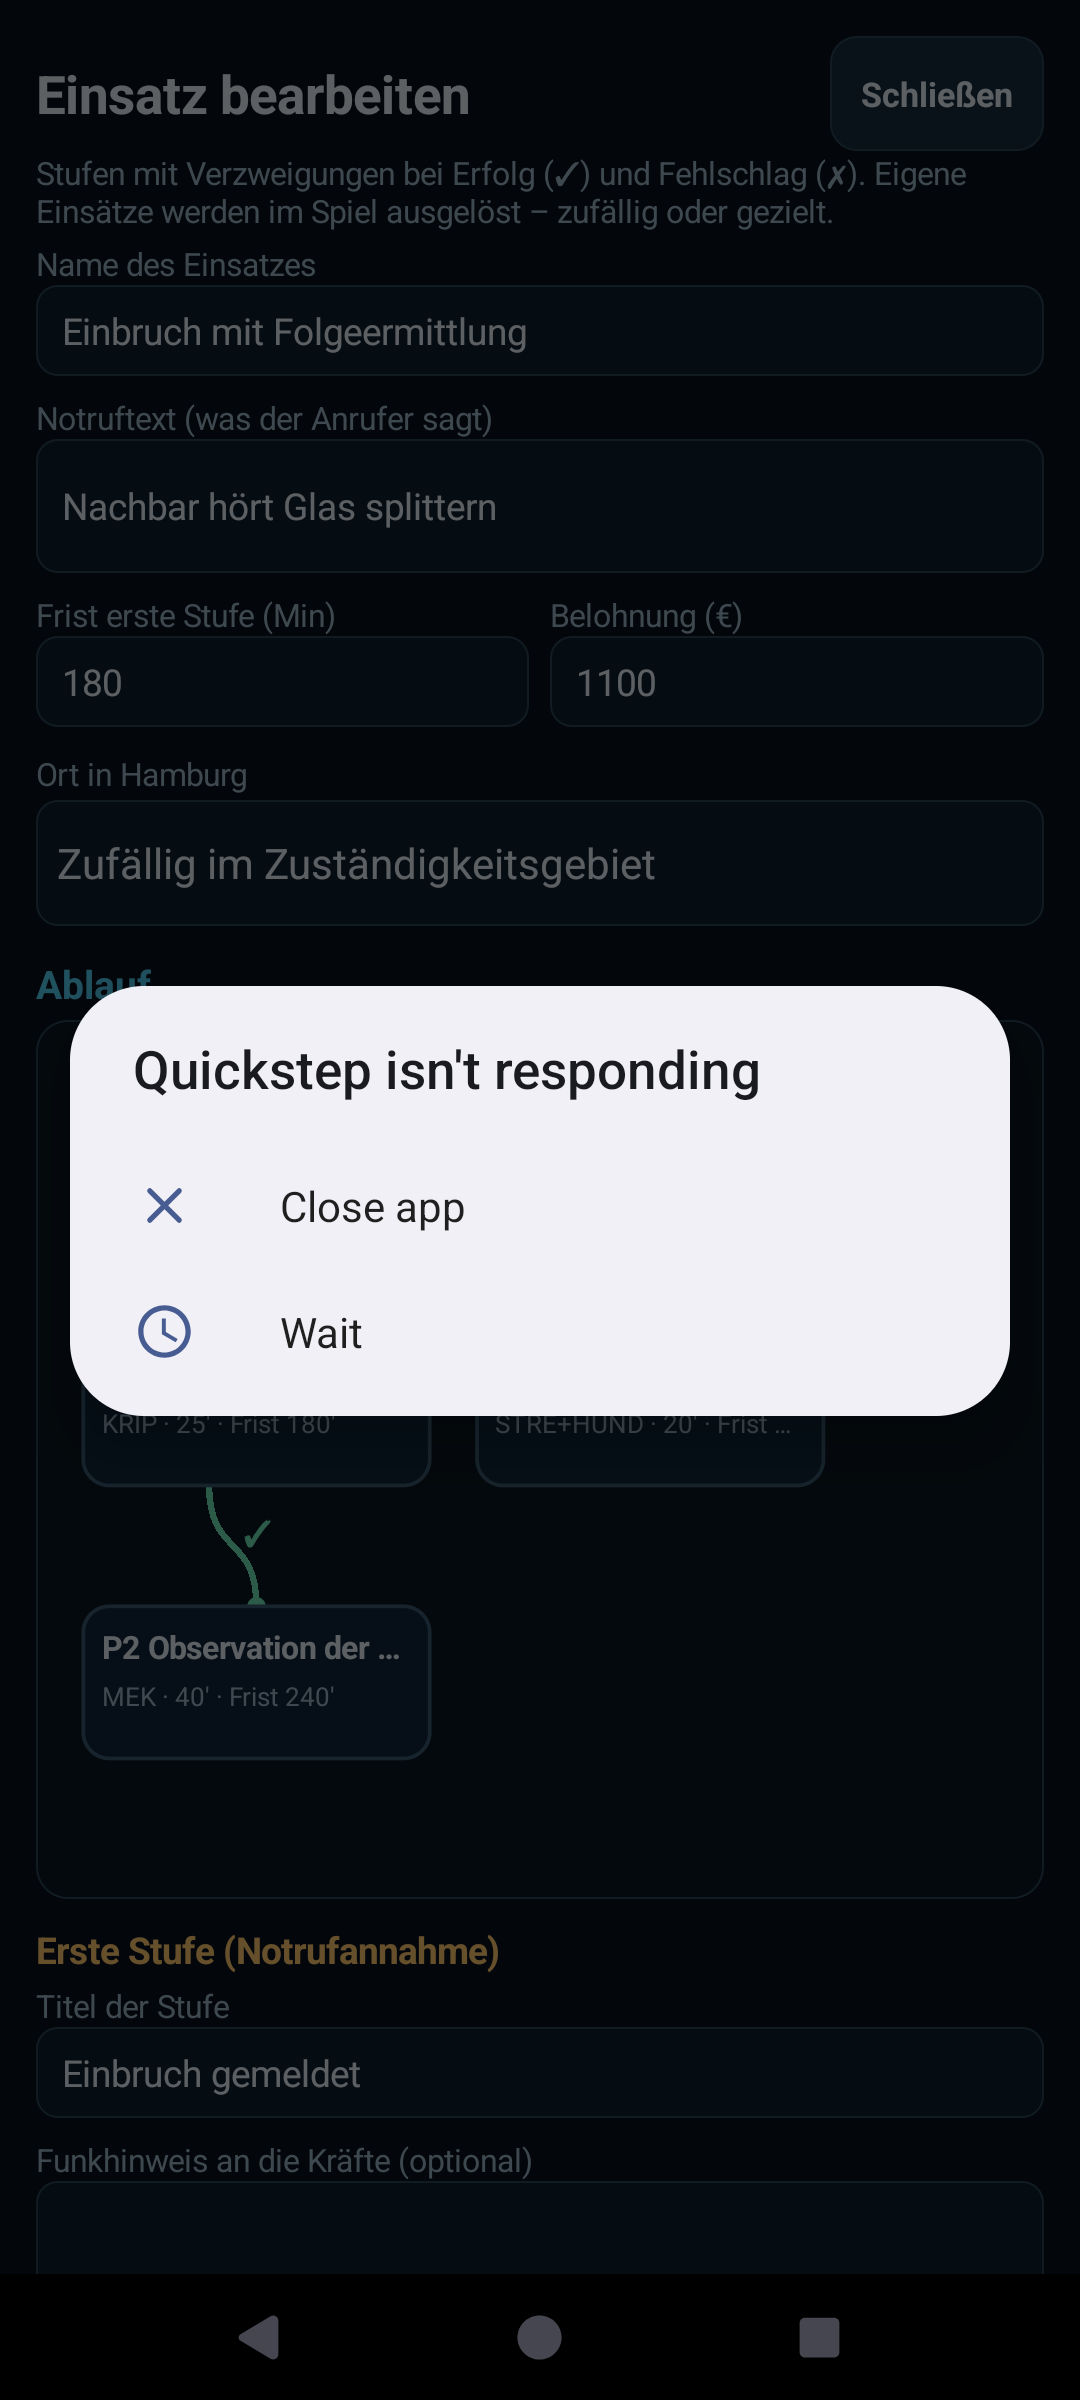 Einsatz bearbeiten
Schließen
Stufen mit Verzweigungen bei Erfolg (✓) und Fehlschlag (✗). Eigene
Einsätze werden im Spiel ausgelöst – zufällig oder gezielt.
Name des Einsatzes
Einbruch mit Folgeermittlung
Notruftext (was der Anrufer sagt)
Nachbar hört Glas splittern
Frist erste Stufe (Min)
Belohnung (€)
180
1100
Ort in Hamburg
Zufällig im Zuständigkeitsgebiet
Ablauf
Quickstep isn't responding
Close app
Wait
KRIP · 25' · Frist 180'
STRE+HUND · 20' · Frist ...
✓
P2 Observation der ...
MEK · 40' · Frist 240'
Erste Stufe (Notrufannahme)
Titel der Stufe
Einbruch gemeldet
Funkhinweis an die Kräfte (optional)